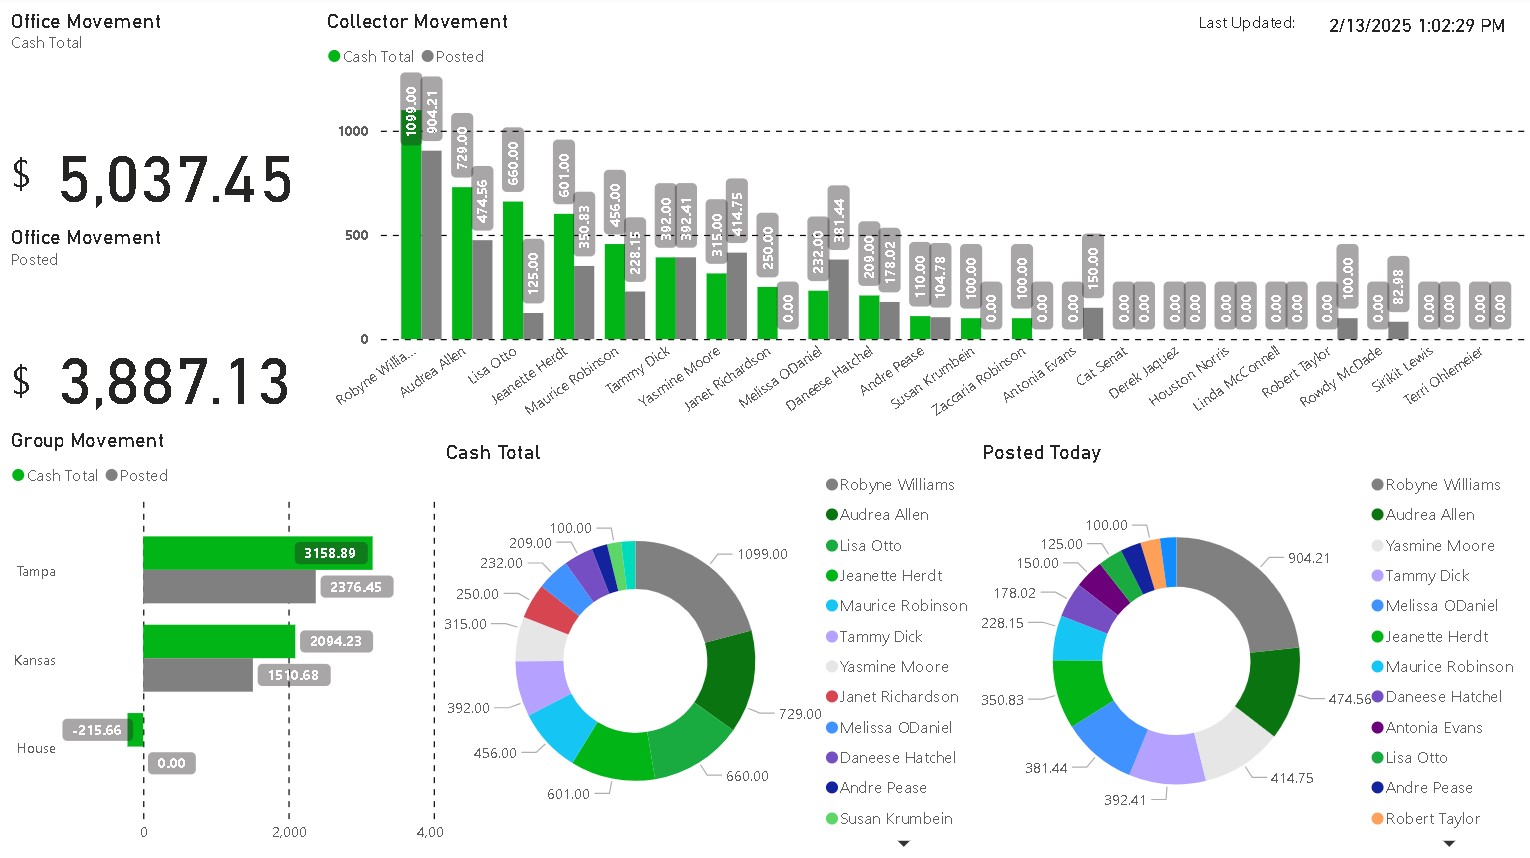 Office Movement
Cash Total
$ 5,037.45
Office Movement
Posted
$ 3,887.13
Collector Movement
Last Updated: 2/13/2025 1:02:29 PM
Cash Total Posted
1000
500
0
1099.00 904.21
729.00 474.56
660.00 125.00
601.00 350.83
456.00 228.15
392.00 392.41
315.00 414.75
250.00 0.00
232.00 381.44
209.00 178.02
110.00 104.78
100.00 0.00
100.00 0.00
0.00 150.00
0.00 0.00
0.00 0.00
0.00 0.00
0.00 0.00
0.00 100.00
0.00 82.98
0.00 0.00
0.00 0.00
Robyne Willia...
Audrea Allen
Lisa Otto
Jeanette Herdt
Maurice Robinson
Tammy Dick
Yasmine Moore
Janet Richardson
Melissa ODaniel
Daneese Hatchel
Andre Pease
Susan Krumbein
Zaccaria Robinson
Antonia Evans
Cat Senat
Derek Jaquez
Houston Norris
Linda McConnell
Robert Taylor
Rowdy McDade
Sirikit Lewis
Terri Ohlemeier
Group Movement
Cash Total Posted
Tampa
3158.89
2376.45
Kansas
2094.23
1510.68
House
-215.66
0.00
0 2,000 4,00
Cash Total
1099.00
729.00
660.00
601.00
456.00
392.00
315.00
250.00
232.00
209.00
100.00
Robyne Williams
Audrea Allen
Lisa Otto
Jeanette Herdt
Maurice Robinson
Tammy Dick
Yasmine Moore
Janet Richardson
Melissa ODaniel
Daneese Hatchel
Andre Pease
Susan Krumbein
Posted Today
904.21
474.56
414.75
392.41
381.44
350.83
228.15
178.02
150.00
125.00
100.00
Robyne Williams
Audrea Allen
Yasmine Moore
Tammy Dick
Melissa ODaniel
Jeanette Herdt
Maurice Robinson
Daneese Hatchel
Antonia Evans
Lisa Otto
Andre Pease
Robert Taylor